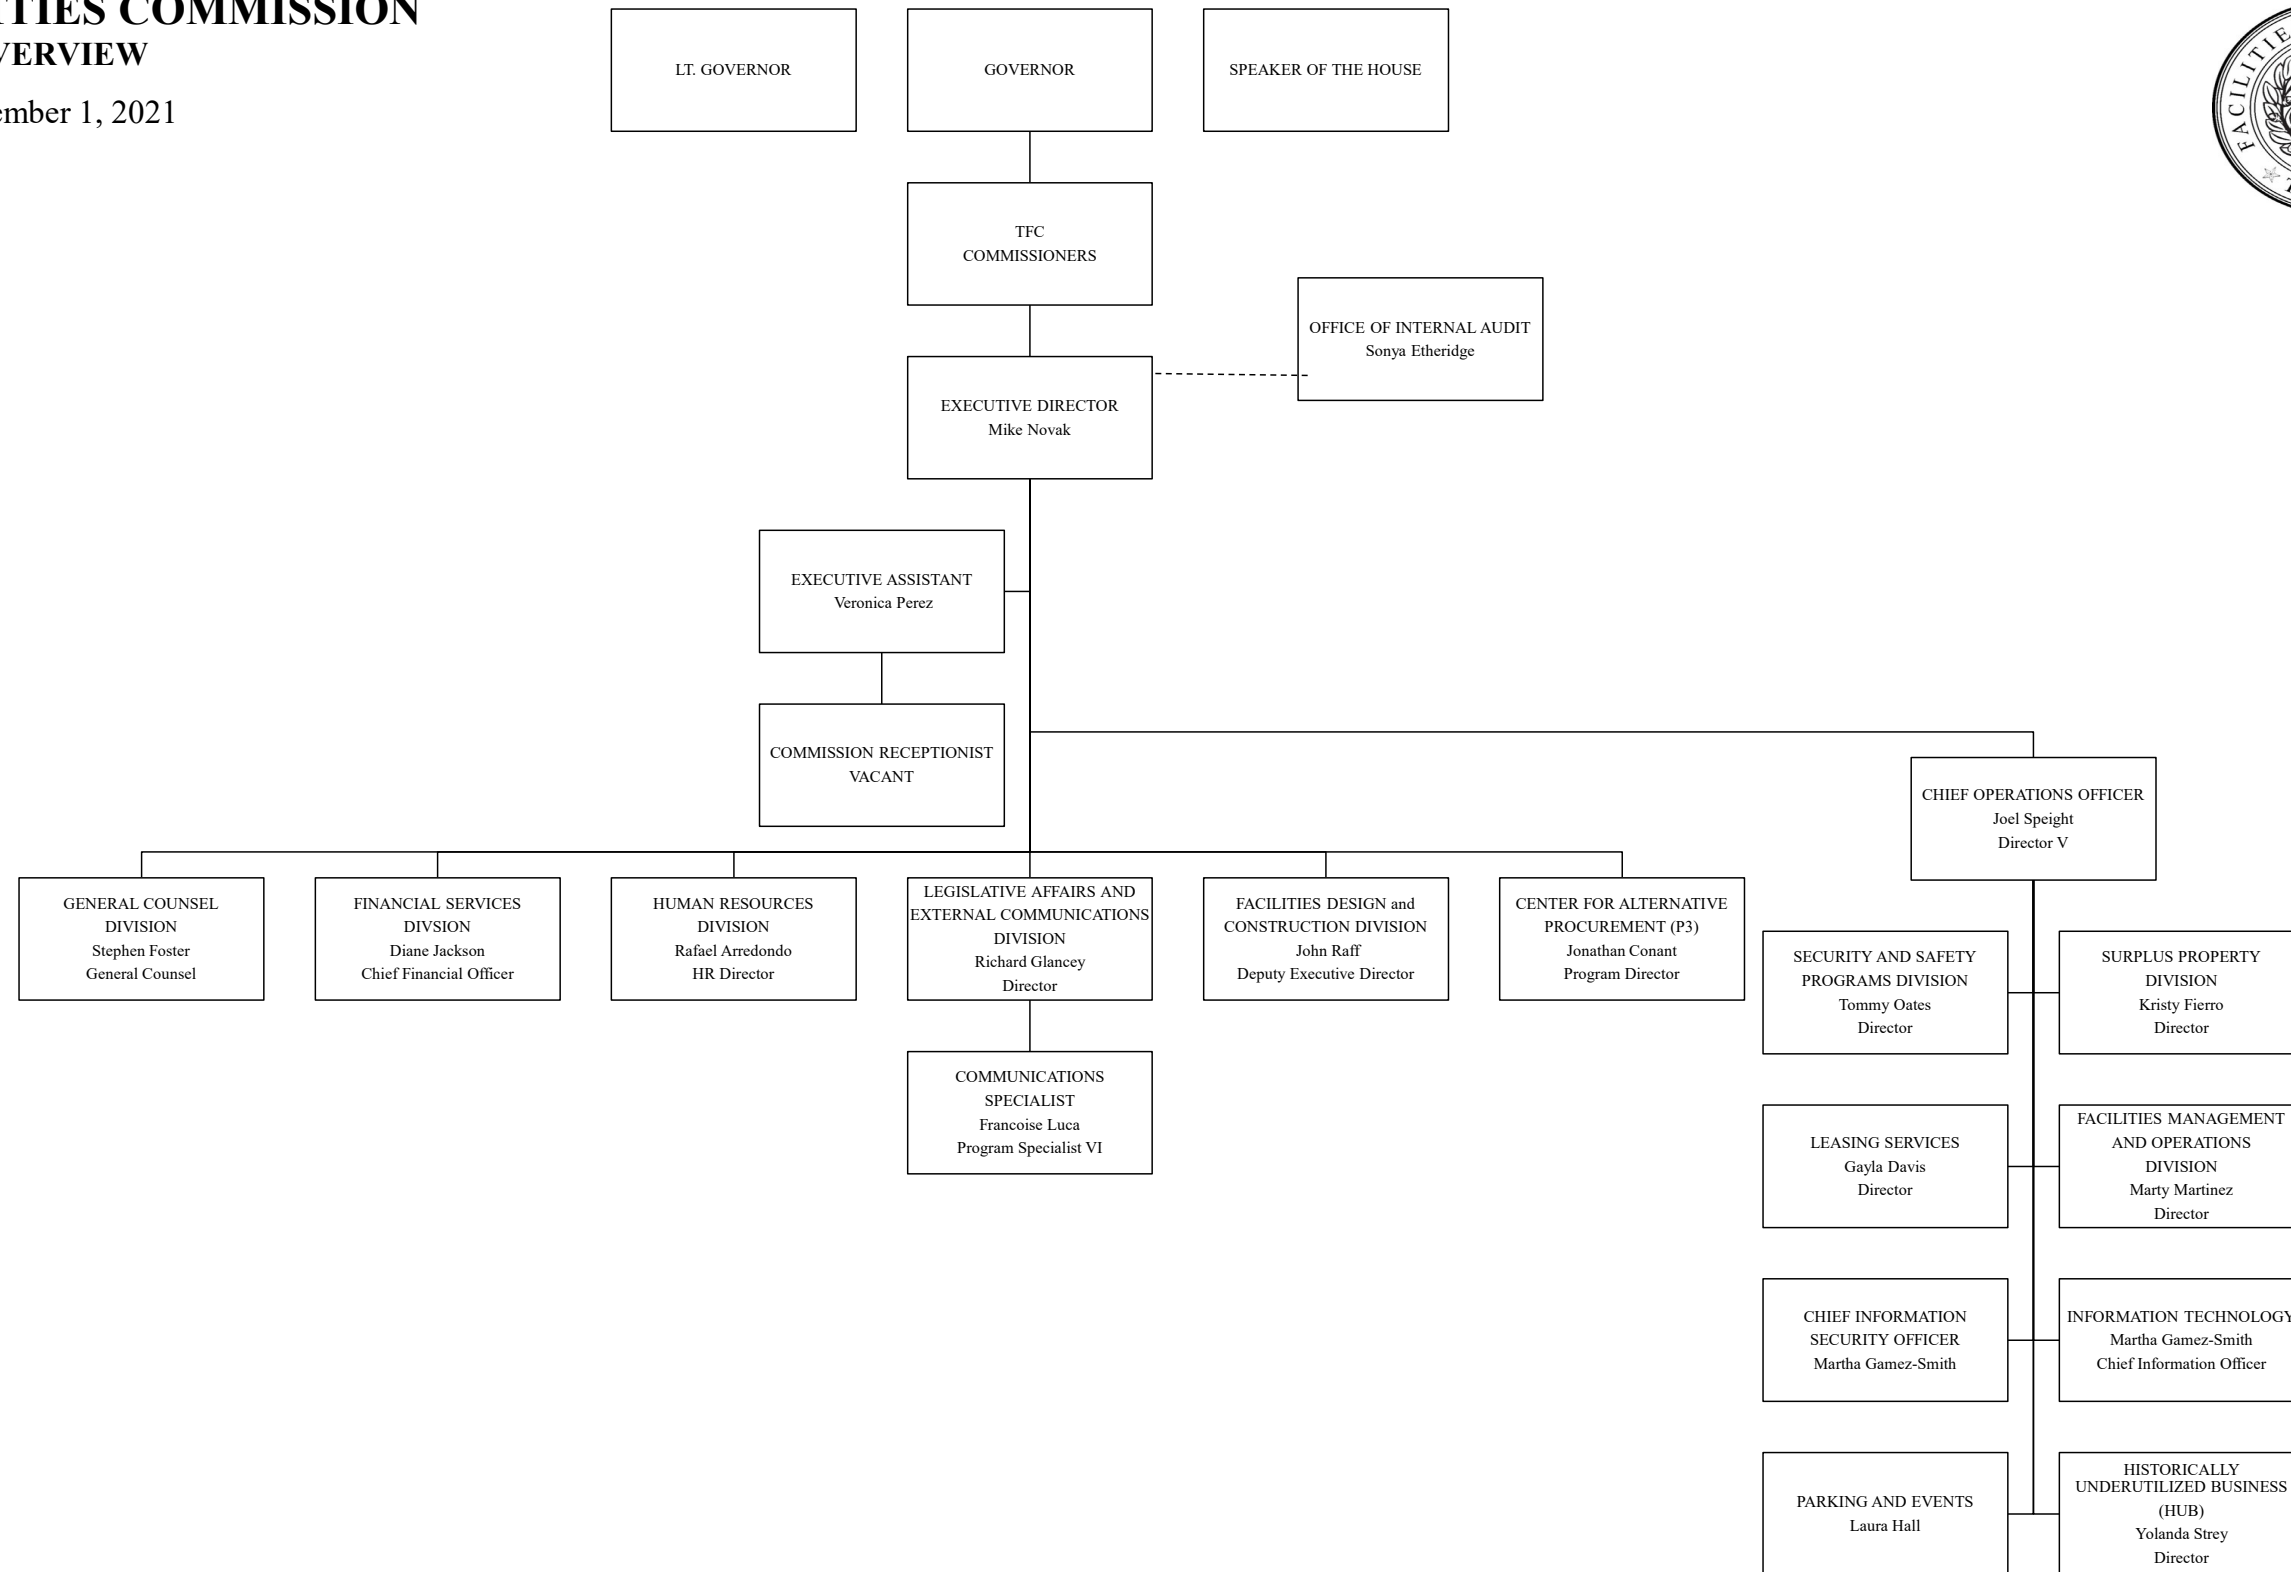 ITIES COMMISSION
VERVIEW
ember 1, 2021
LT. GOVERNOR
GOVERNOR
SPEAKER OF THE HOUSE
FACILITIE
TFC
COMMISSIONERS
OFFICE OF INTERNAL AUDIT
Sonya Etheridge
EXECUTIVE DIRECTOR
Mike Novak
EXECUTIVE ASSISTANT
Veronica Perez
COMMISSION RECEPTIONIST
VACANT
CHIEF OPERATIONS OFFICER
Joel Speight
Director V
GENERAL COUNSEL
DIVISION
Stephen Foster
General Counsel
FINANCIAL SERVICES
DIVSION
Diane Jackson
Chief Financial Officer
HUMAN RESOURCES
DIVISION
Rafael Arredondo
HR Director
LEGISLATIVE AFFAIRS AND
EXTERNAL COMMUNICATIONS
DIVISION
Richard Glancey
Director
FACILITIES DESIGN and
CONSTRUCTION DIVISION
John Raff
Deputy Executive Director
CENTER FOR ALTERNATIVE
PROCUREMENT (P3)
Jonathan Conant
Program Director
SECURITY AND SAFETY
PROGRAMS DIVISION
Tommy Oates
Director
SURPLUS PROPERTY
DIVISION
Kristy Fierro
Director
COMMUNICATIONS
SPECIALIST
Francoise Luca
Program Specialist VI
LEASING SERVICES
Gayla Davis
Director
FACILITIES MANAGEMENT
AND OPERATIONS
DIVISION
Marty Martinez
Director
CHIEF INFORMATION
SECURITY OFFICER
Martha Gamez-Smith
INFORMATION TECHNOLOGY
Martha Gamez-Smith
Chief Information Officer
PARKING AND EVENTS
Laura Hall
HISTORICALLY
UNDERUTILIZED BUSINESS
(HUB)
Yolanda Strey
Director